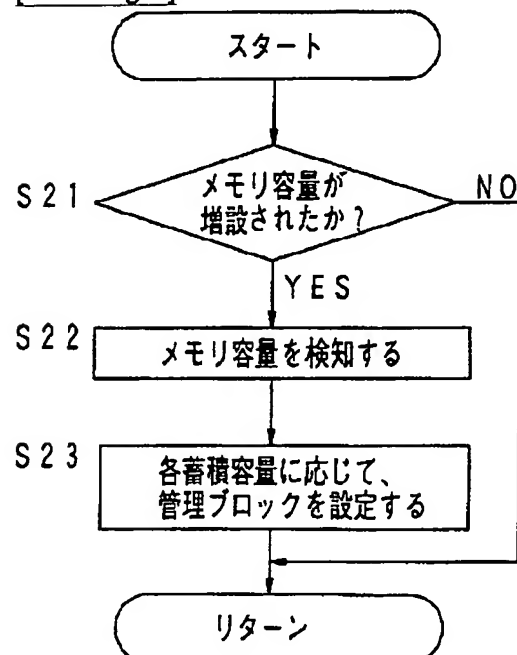 スタート
S21
メモリ容量が
増設されたか?
NO
YES
S22
メモリ容量を検知する
S23
各蓄積容量に応じて、
管理ブロックを設定する
リターン